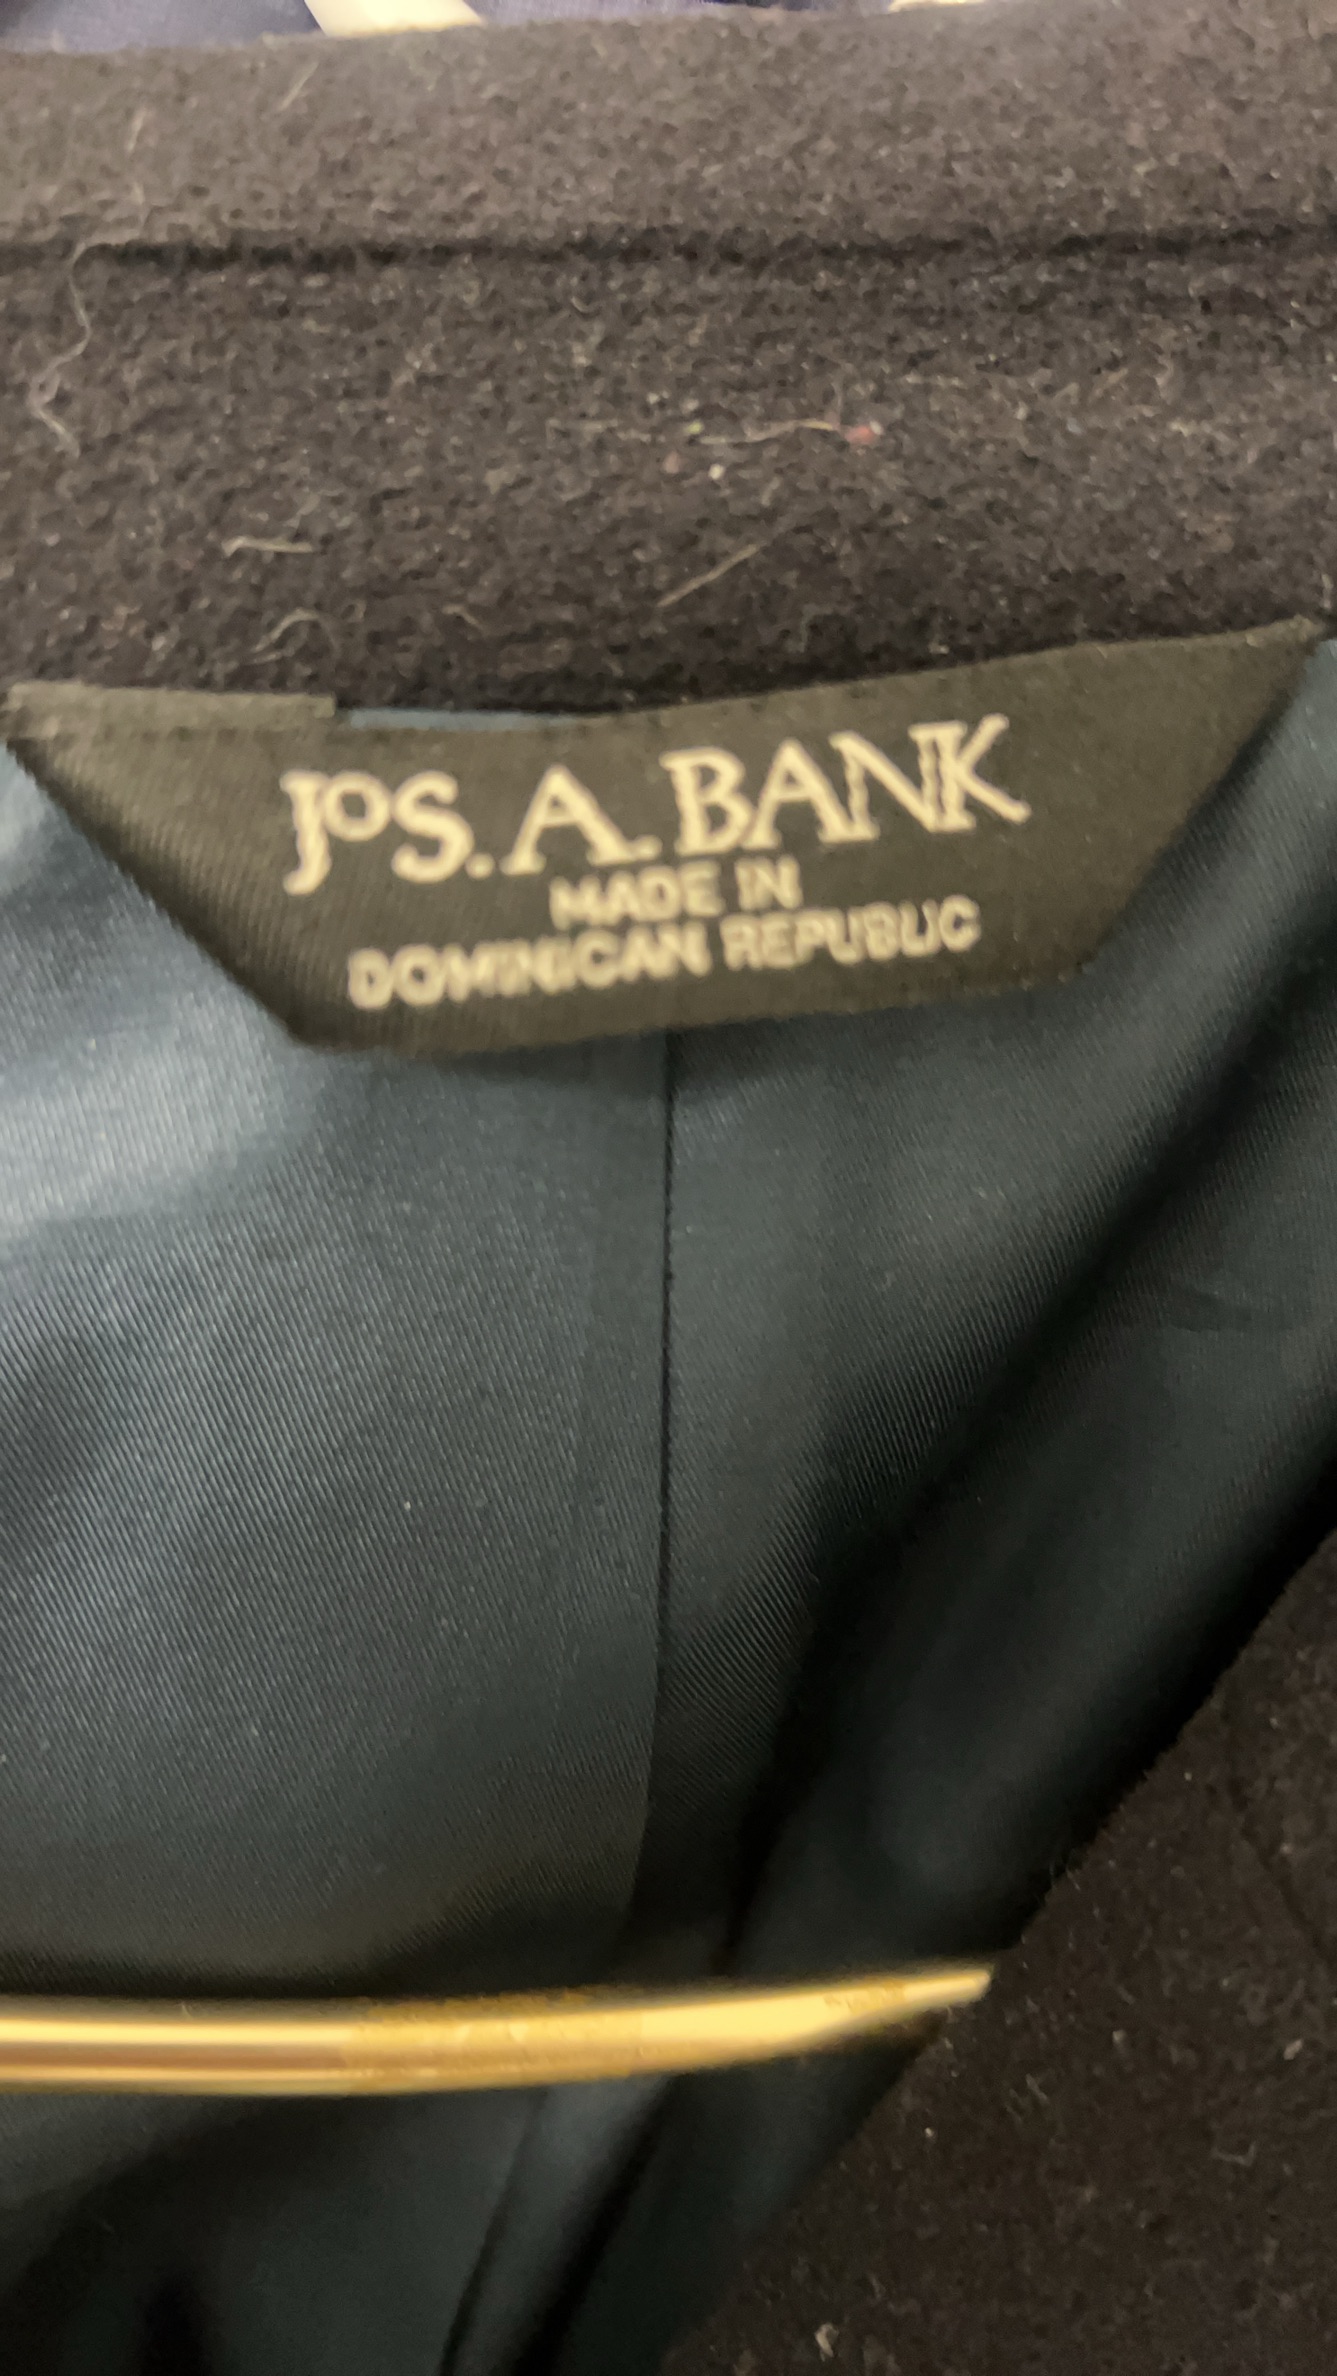 JOS. A. BANK
MADE IN
DOMINICAN REPUBLIC